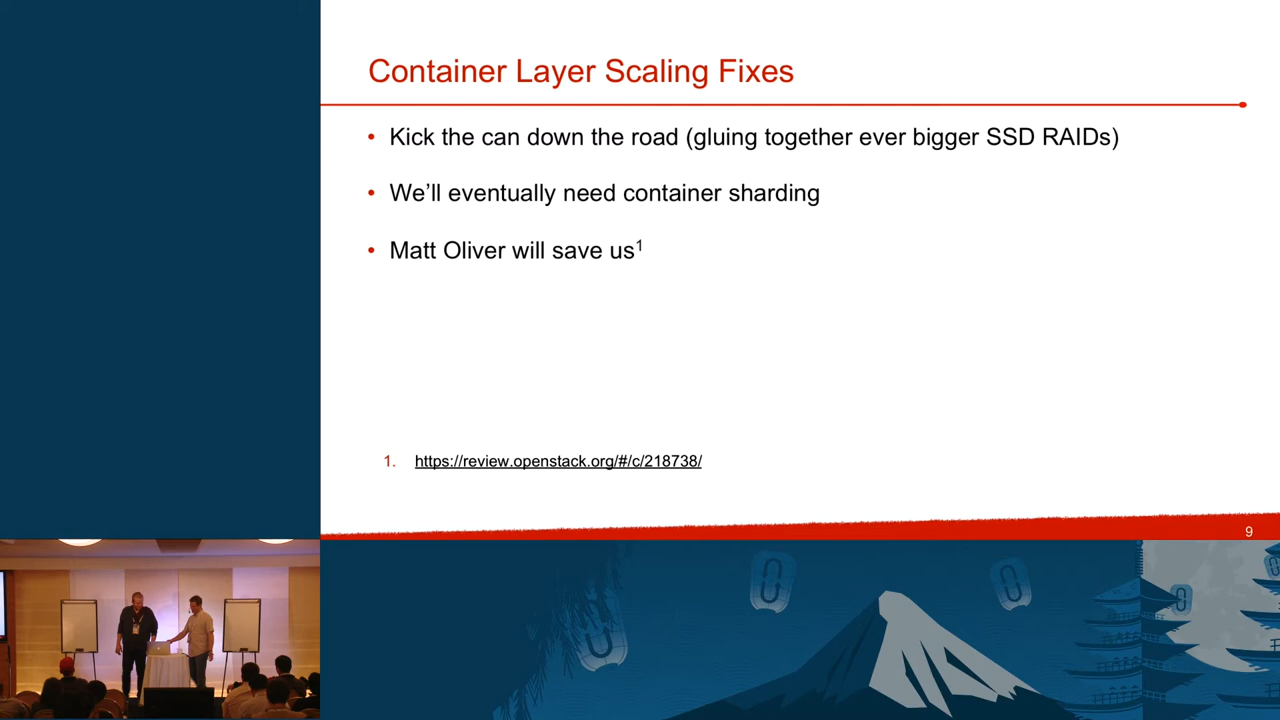 Container Layer Scaling Fixes
• Kick the can down the road (gluing together ever bigger SSD RAIDs)
• We’ll eventually need container sharding
• Matt Oliver will save us¹
1. https://review.openstack.org/#/c/218738/
9